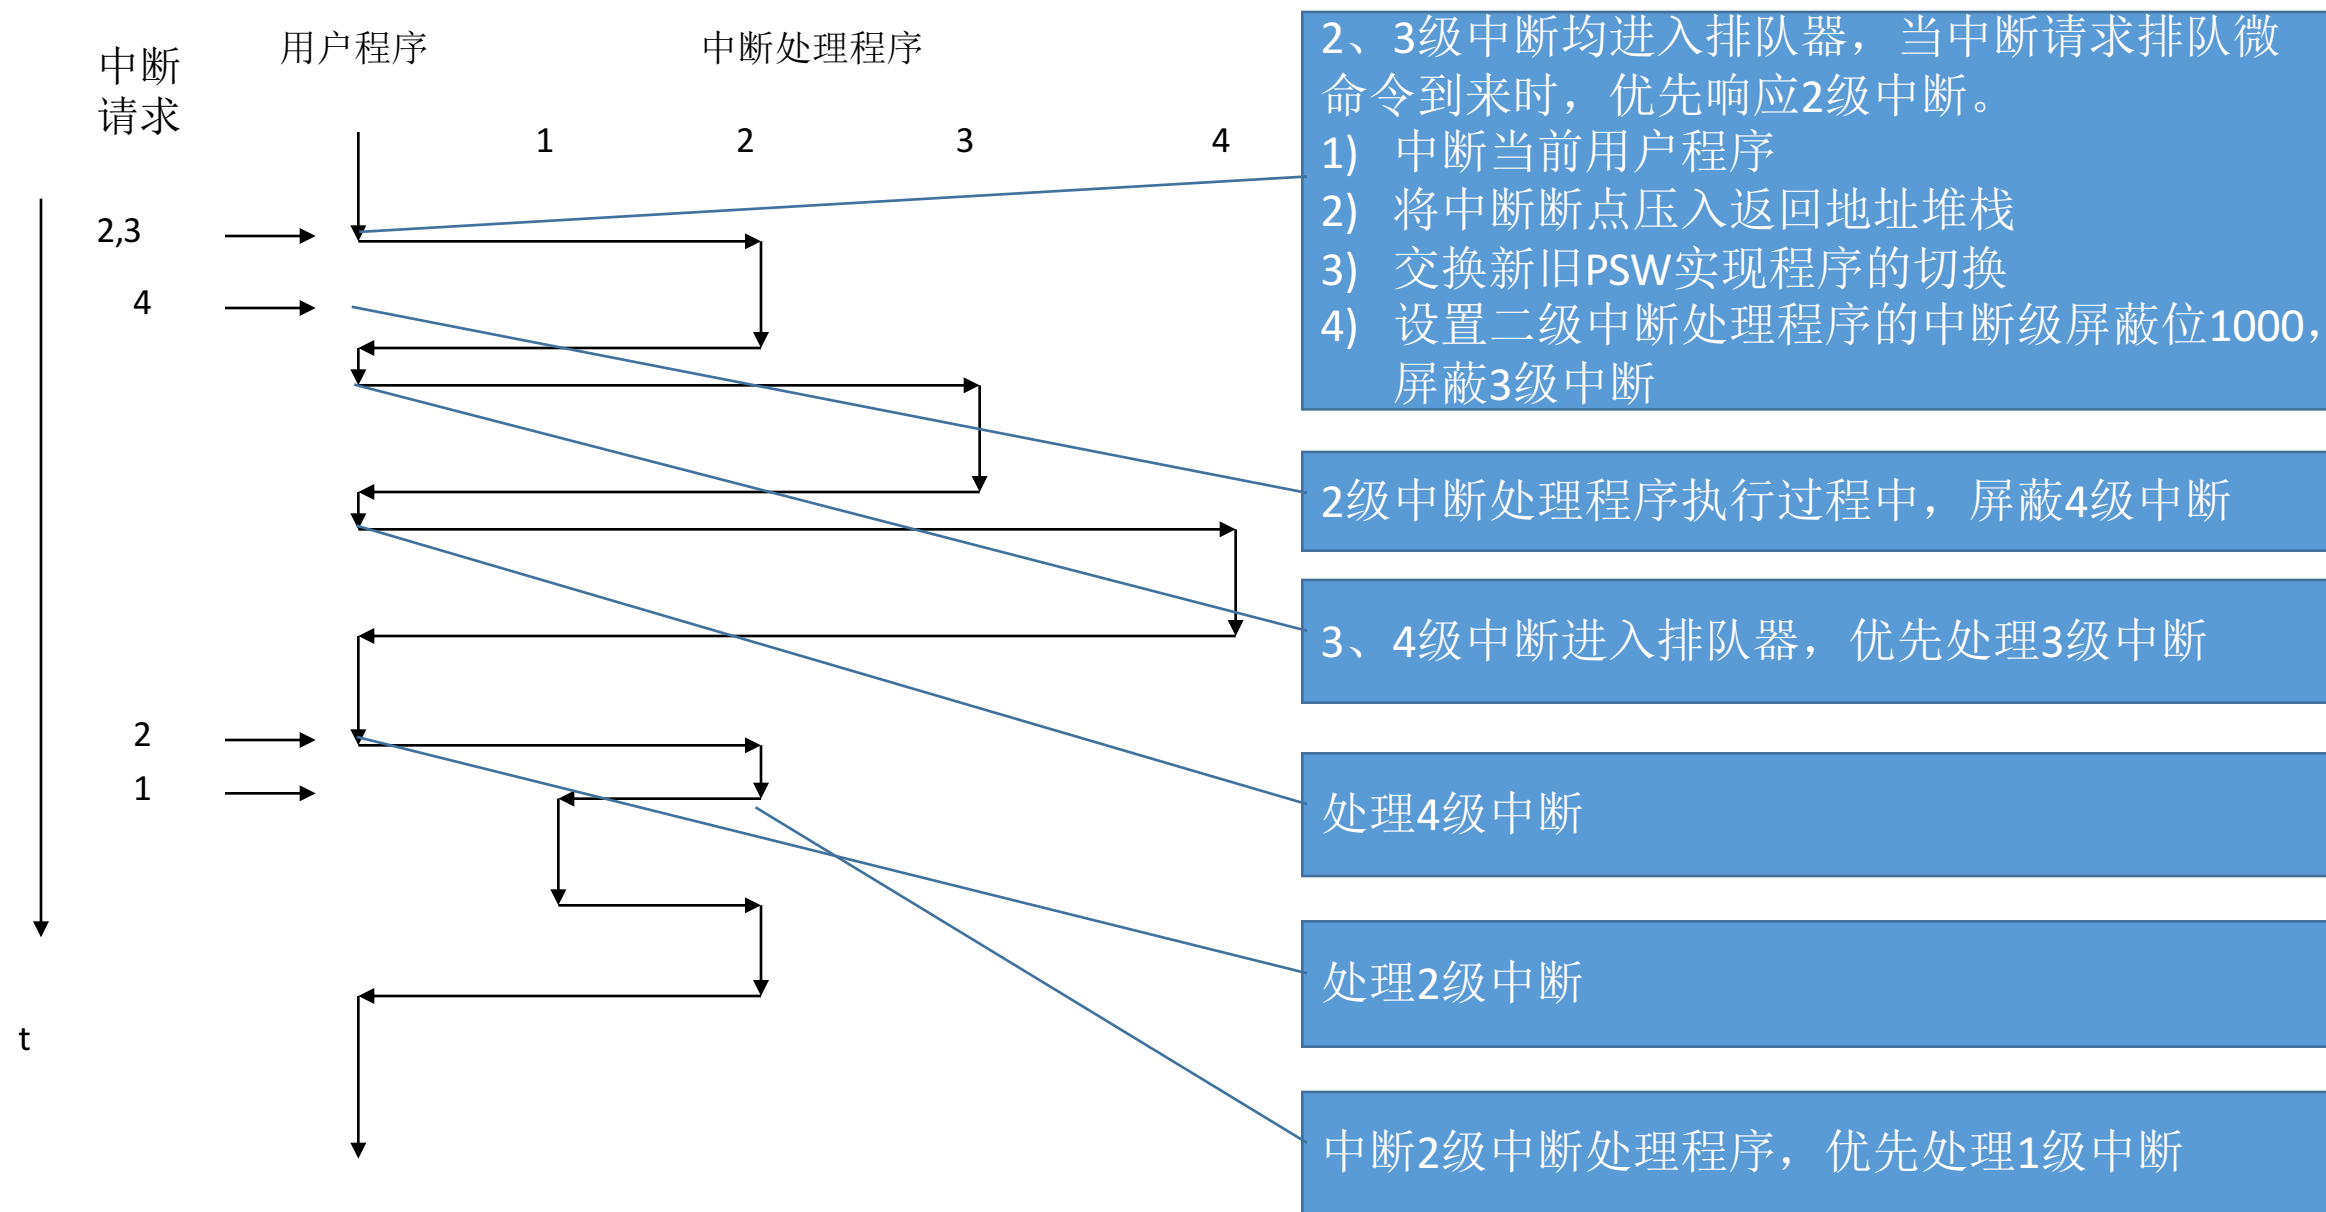 中断
请求
用户程序
中断处理程序
1
2
3
4
2,3
4
2
1
t
2、3级中断均进入排队器，当中断请求排队微
命令到来时，优先响应2级中断。
1) 中断当前用户程序
2) 将中断断点压入返回地址堆栈
3) 交换新旧PSW实现程序的切换
4) 设置二级中断处理程序的中断级屏蔽位1000，
屏蔽3级中断
2级中断处理程序执行过程中，屏蔽4级中断
3、4级中断进入排队器，优先处理3级中断
处理4级中断
处理2级中断
中断2级中断处理程序，优先处理1级中断